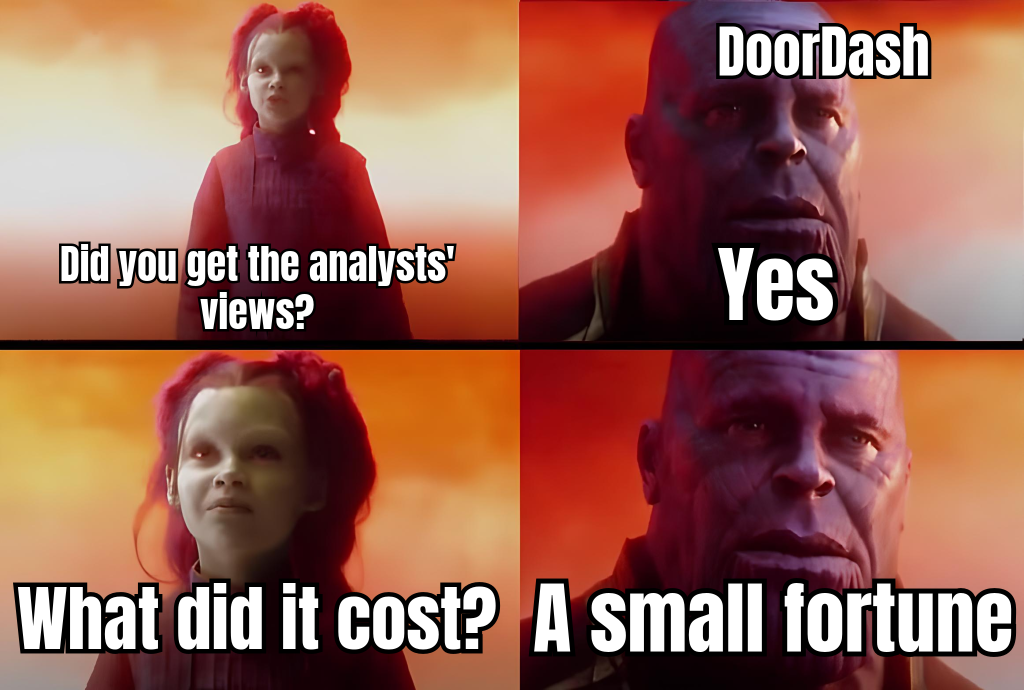 Did you get the analysts'
views?
DoorDash
Yes
What did it cost?
A small fortune